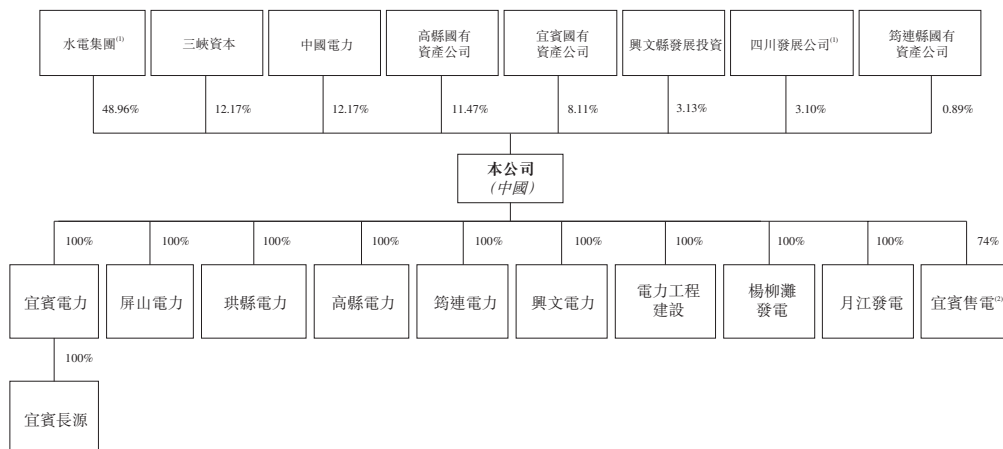 水電集團(1)
三峽資本
中國電力
高縣國有
資產公司
宜賓國有
資產公司
興文縣發展投資
四川發展公司(1)
筠連縣國有
資產公司
48.96%
12.17%
12.17%
11.47%
8.11%
3.13%
3.10%
0.89%
本公司
(中國)
100%
100%
100%
100%
100%
100%
100%
100%
100%
74%
宜賓電力
屏山電力
珙縣電力
高縣電力
筠連電力
興文電力
電力工程
建設
楊柳灘
發電
月江發電
宜賓售電(2)
100%
宜賓長源